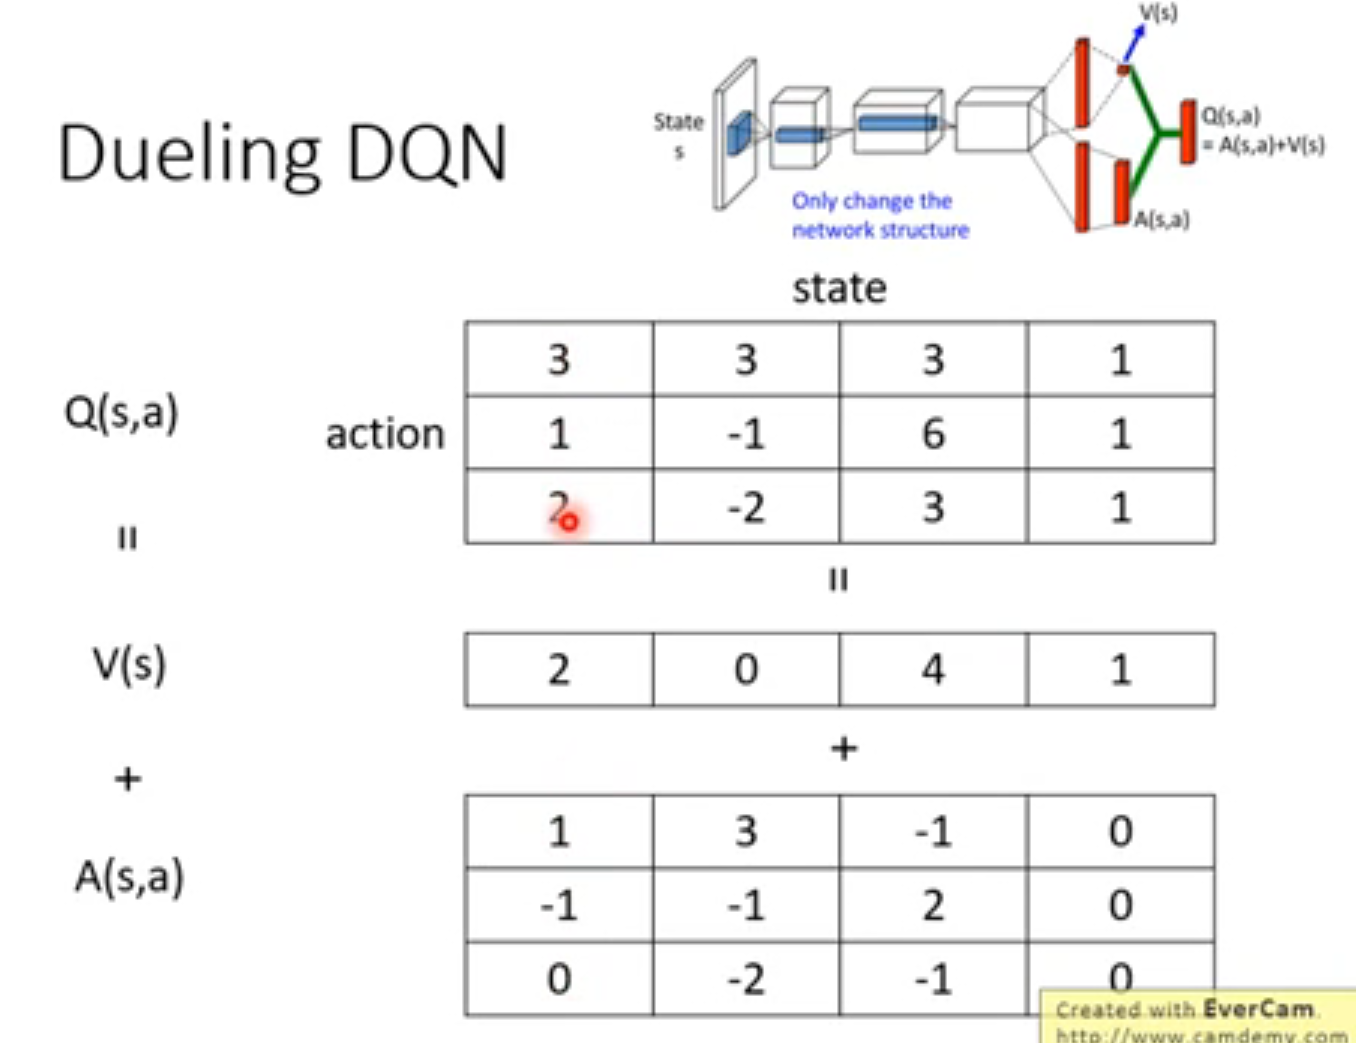 V(s)
Dueling DQN
State
s
Q(s,a)
= A(s,a)+V(s)
Only change the
network structure
A(s,a)
state
3 3 3 1
Q(s,a)
action 1 -1 6 1
2 -2 3 1
=
=
V(s) 2 0 4 1
+
+
1 3 -1 0
A(s,a)
-1 -1 2 0
0 -2 -1 0
Created with EverCam.
http://www.camdemy.com